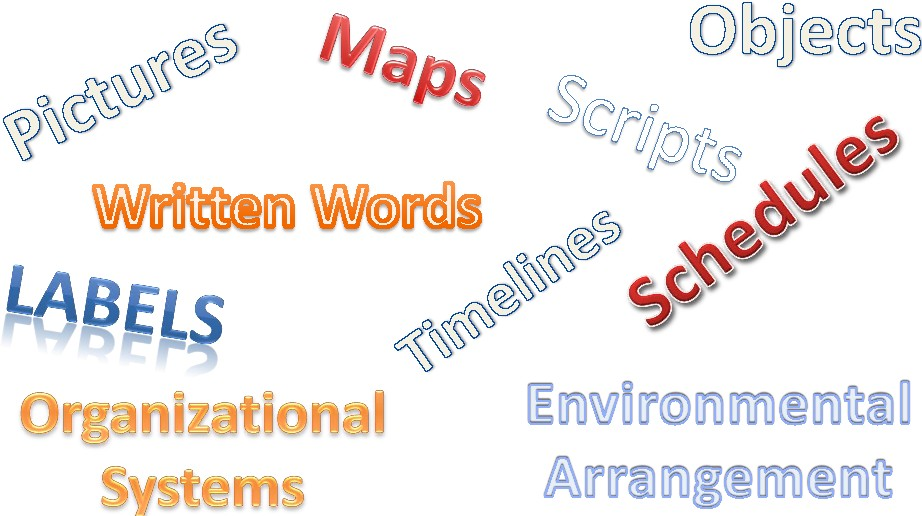 Pictures
Maps
Objects
Scripts
Schedules
Written Words
Timelines
LABELS
Organizational
Systems
Environmental
Arrangement